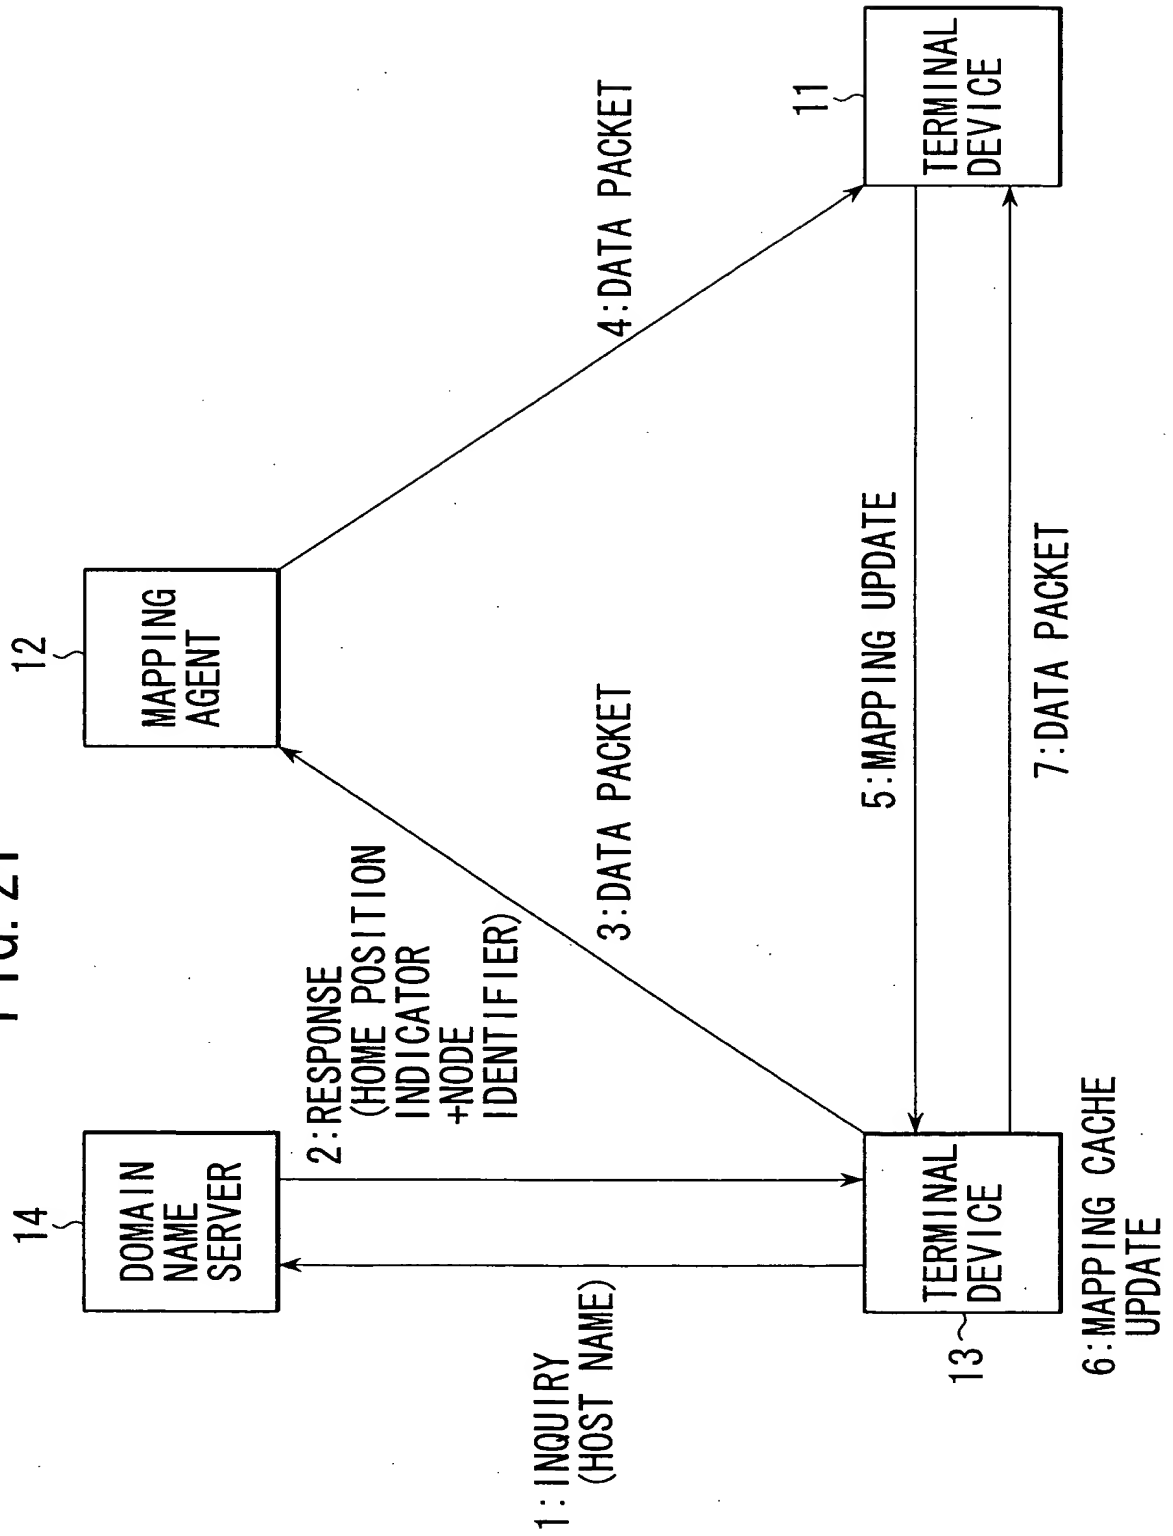 FIG. 21
14
DOMAIN
NAME
SERVER
12
MAPPING
AGENT
1:INQUIRY
(HOST NAME)
2:RESPONSE
(HOME POSITION
INDICATOR
+NODE
IDENTIFIER)
3:DATA PACKET
4:DATA PACKET
11
TERMINAL
DEVICE
13
TERMINAL
DEVICE
5:MAPPING UPDATE
7:DATA PACKET
6:MAPPING CACHE
UPDATE